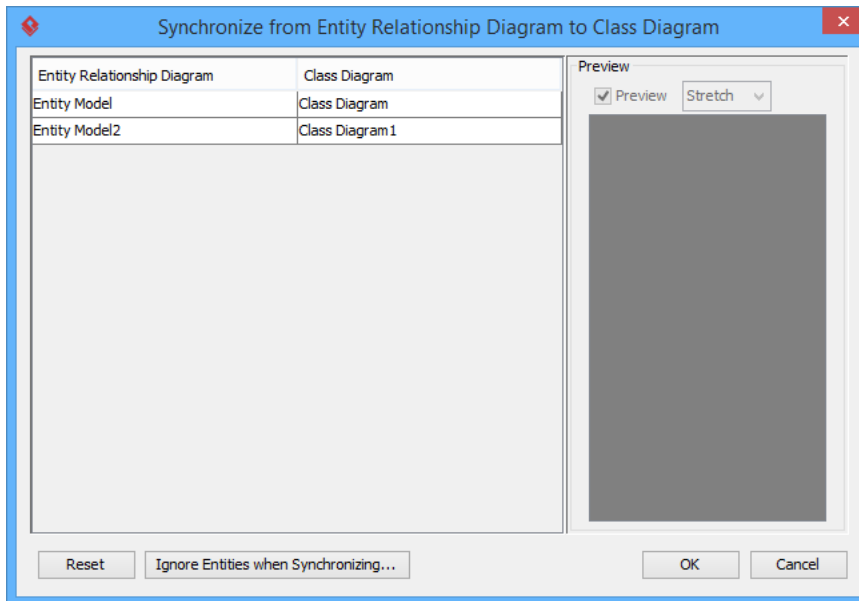 Synchronize from Entity Relationship Diagram to Class Diagram
Entity Relationship Diagram Class Diagram
Entity Model Class Diagram
Entity Model2 Class Diagram1
Preview
Preview Stretch
Reset Ignore Entities when Synchronizing... OK Cancel